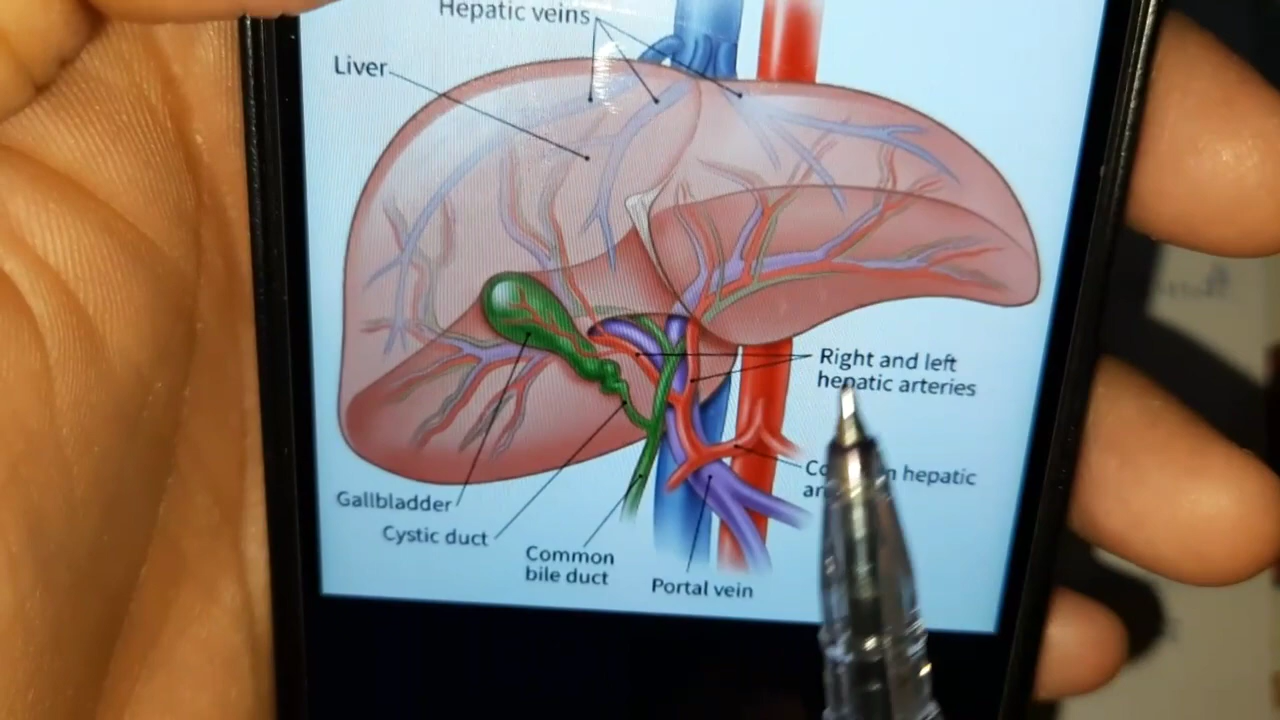 Hepatic veins
Liver
Right and left
hepatic arteries
hepatic
Gallbladder
Cystic duct
Common
bile duct
Portal vein